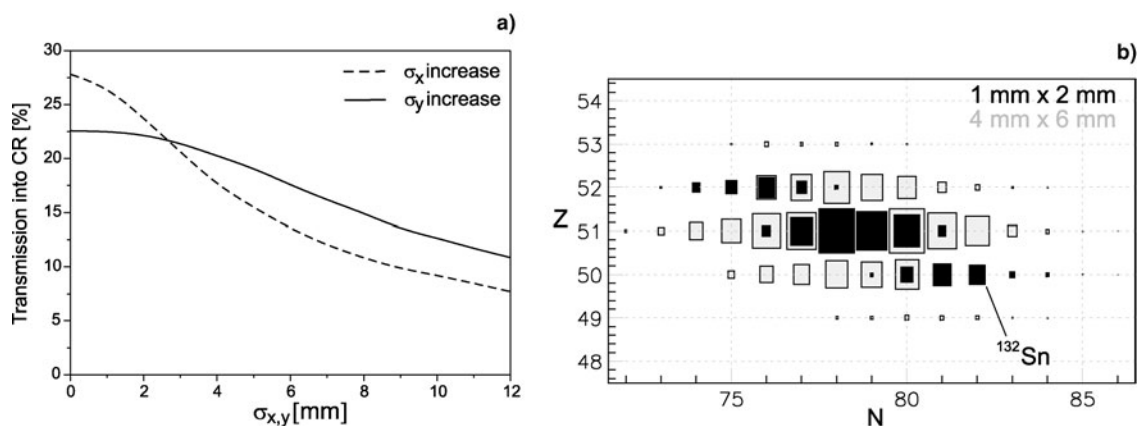 a)
30
25
20
15
10
5
0
Transmission into CR [%]
σx increase
σy increase
0 2 4 6 8 10 12
σx,y [mm]
b)
1 mm x 2 mm
4 mm x 6 mm
54
53
52
51
50
49
48
Z
132Sn
75 80 85
N